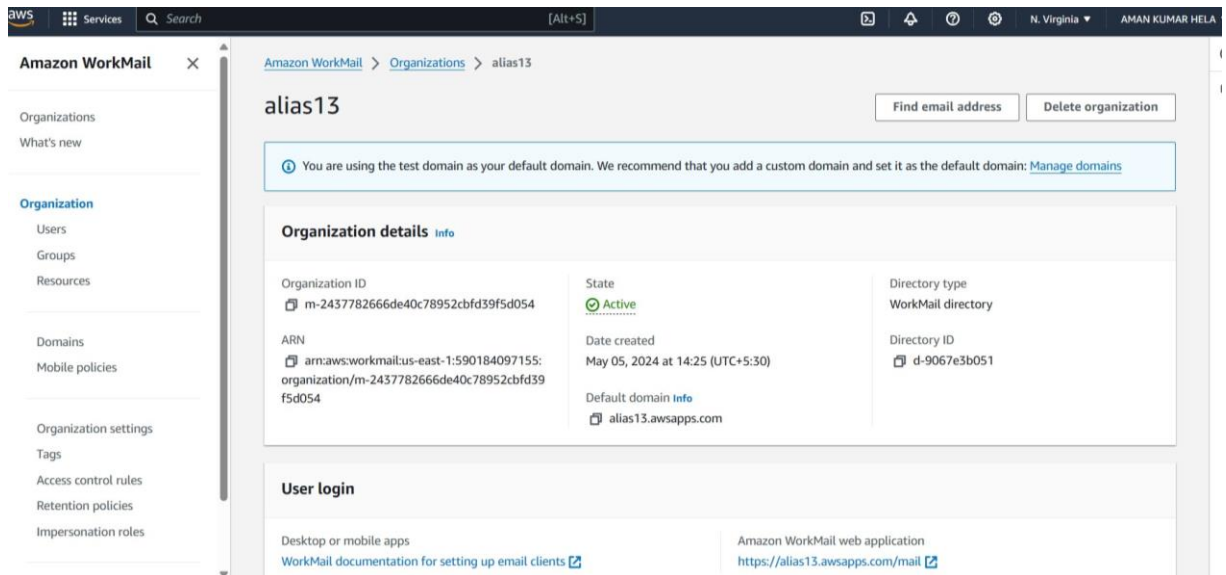 aws Services Search [Alt+S] N. Virginia ▼ AMAN KUMAR HELA
Amazon WorkMail
Organizations
What's new
Organization
Users
Groups
Resources
Domains
Mobile policies
Organization settings
Tags
Access control rules
Retention policies
Impersonation roles
Amazon WorkMail > Organizations > alias13
alias13
Find email address Delete organization
You are using the test domain as your default domain. We recommend that you add a custom domain and set it as the default domain: Manage domains
Organization details Info
Organization ID
m-2437782666de40c78952cbfd39f5d054
ARN
arn:aws:workmail:us-east-1:590184097155:
organization/m-2437782666de40c78952cbfd39
f5d054
State
Active
Date created
May 05, 2024 at 14:25 (UTC+5:30)
Default domain Info
alias13.awsapps.com
Directory type
WorkMail directory
Directory ID
d-9067e3b051
User login
Desktop or mobile apps
WorkMail documentation for setting up email clients
Amazon WorkMail web application
https://alias13.awsapps.com/mail